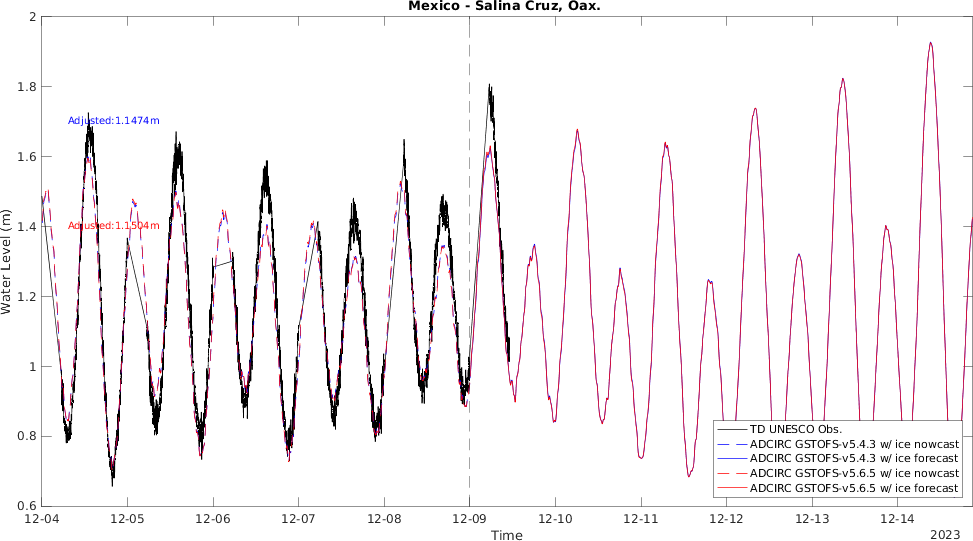 Mexico - Salina Cruz, Oax.
2
1.8
1.6
1.4
1.2
1
0.8
0.6
Water Level (m)
Adjusted:1.1474m
Adjusted:1.1504m
TD UNESCO Obs.
ADCIRC GSTOFS-v5.4.3 w/ ice nowcast
ADCIRC GSTOFS-v5.4.3 w/ ice forecast
ADCIRC GSTOFS-v5.6.5 w/ ice nowcast
ADCIRC GSTOFS-v5.6.5 w/ ice forecast
12-04 12-05 12-06 12-07 12-08 12-09 12-10 12-11 12-12 12-13 12-14
Time
2023